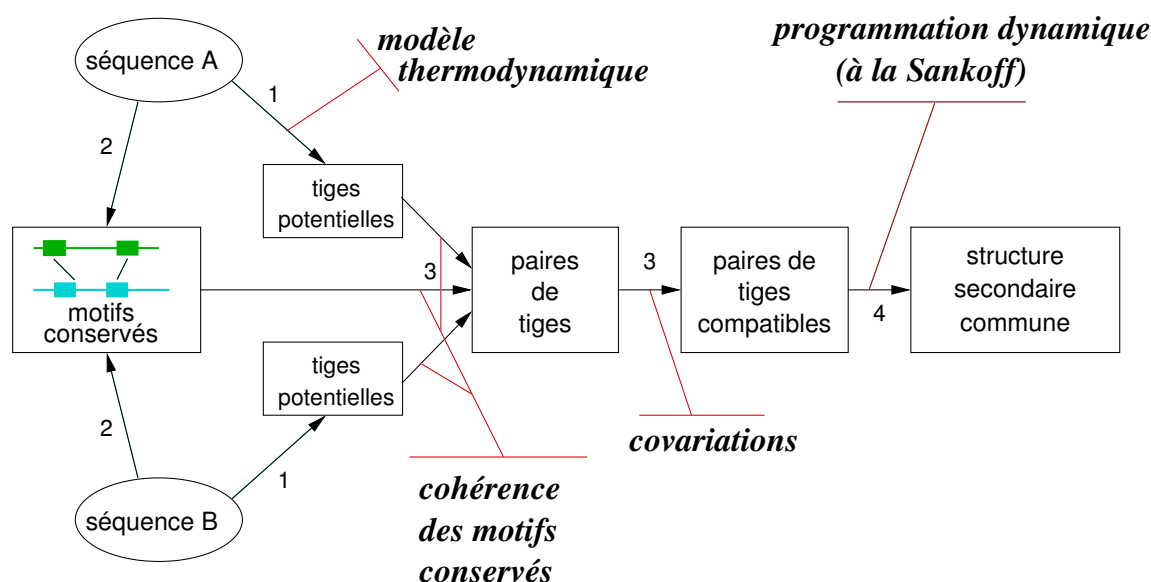 séquence A
1
modèle
thermodynamique
programmation dynamique
(à la Sankoff)
2
tiges
potentielles
motifs
conservés
3
paires
de
tiges
3
paires de
tiges
compatibles
4
structure
secondaire
commune
tiges
potentielles
2
1
séquence B
covariations
cohérence
des motifs
conservés